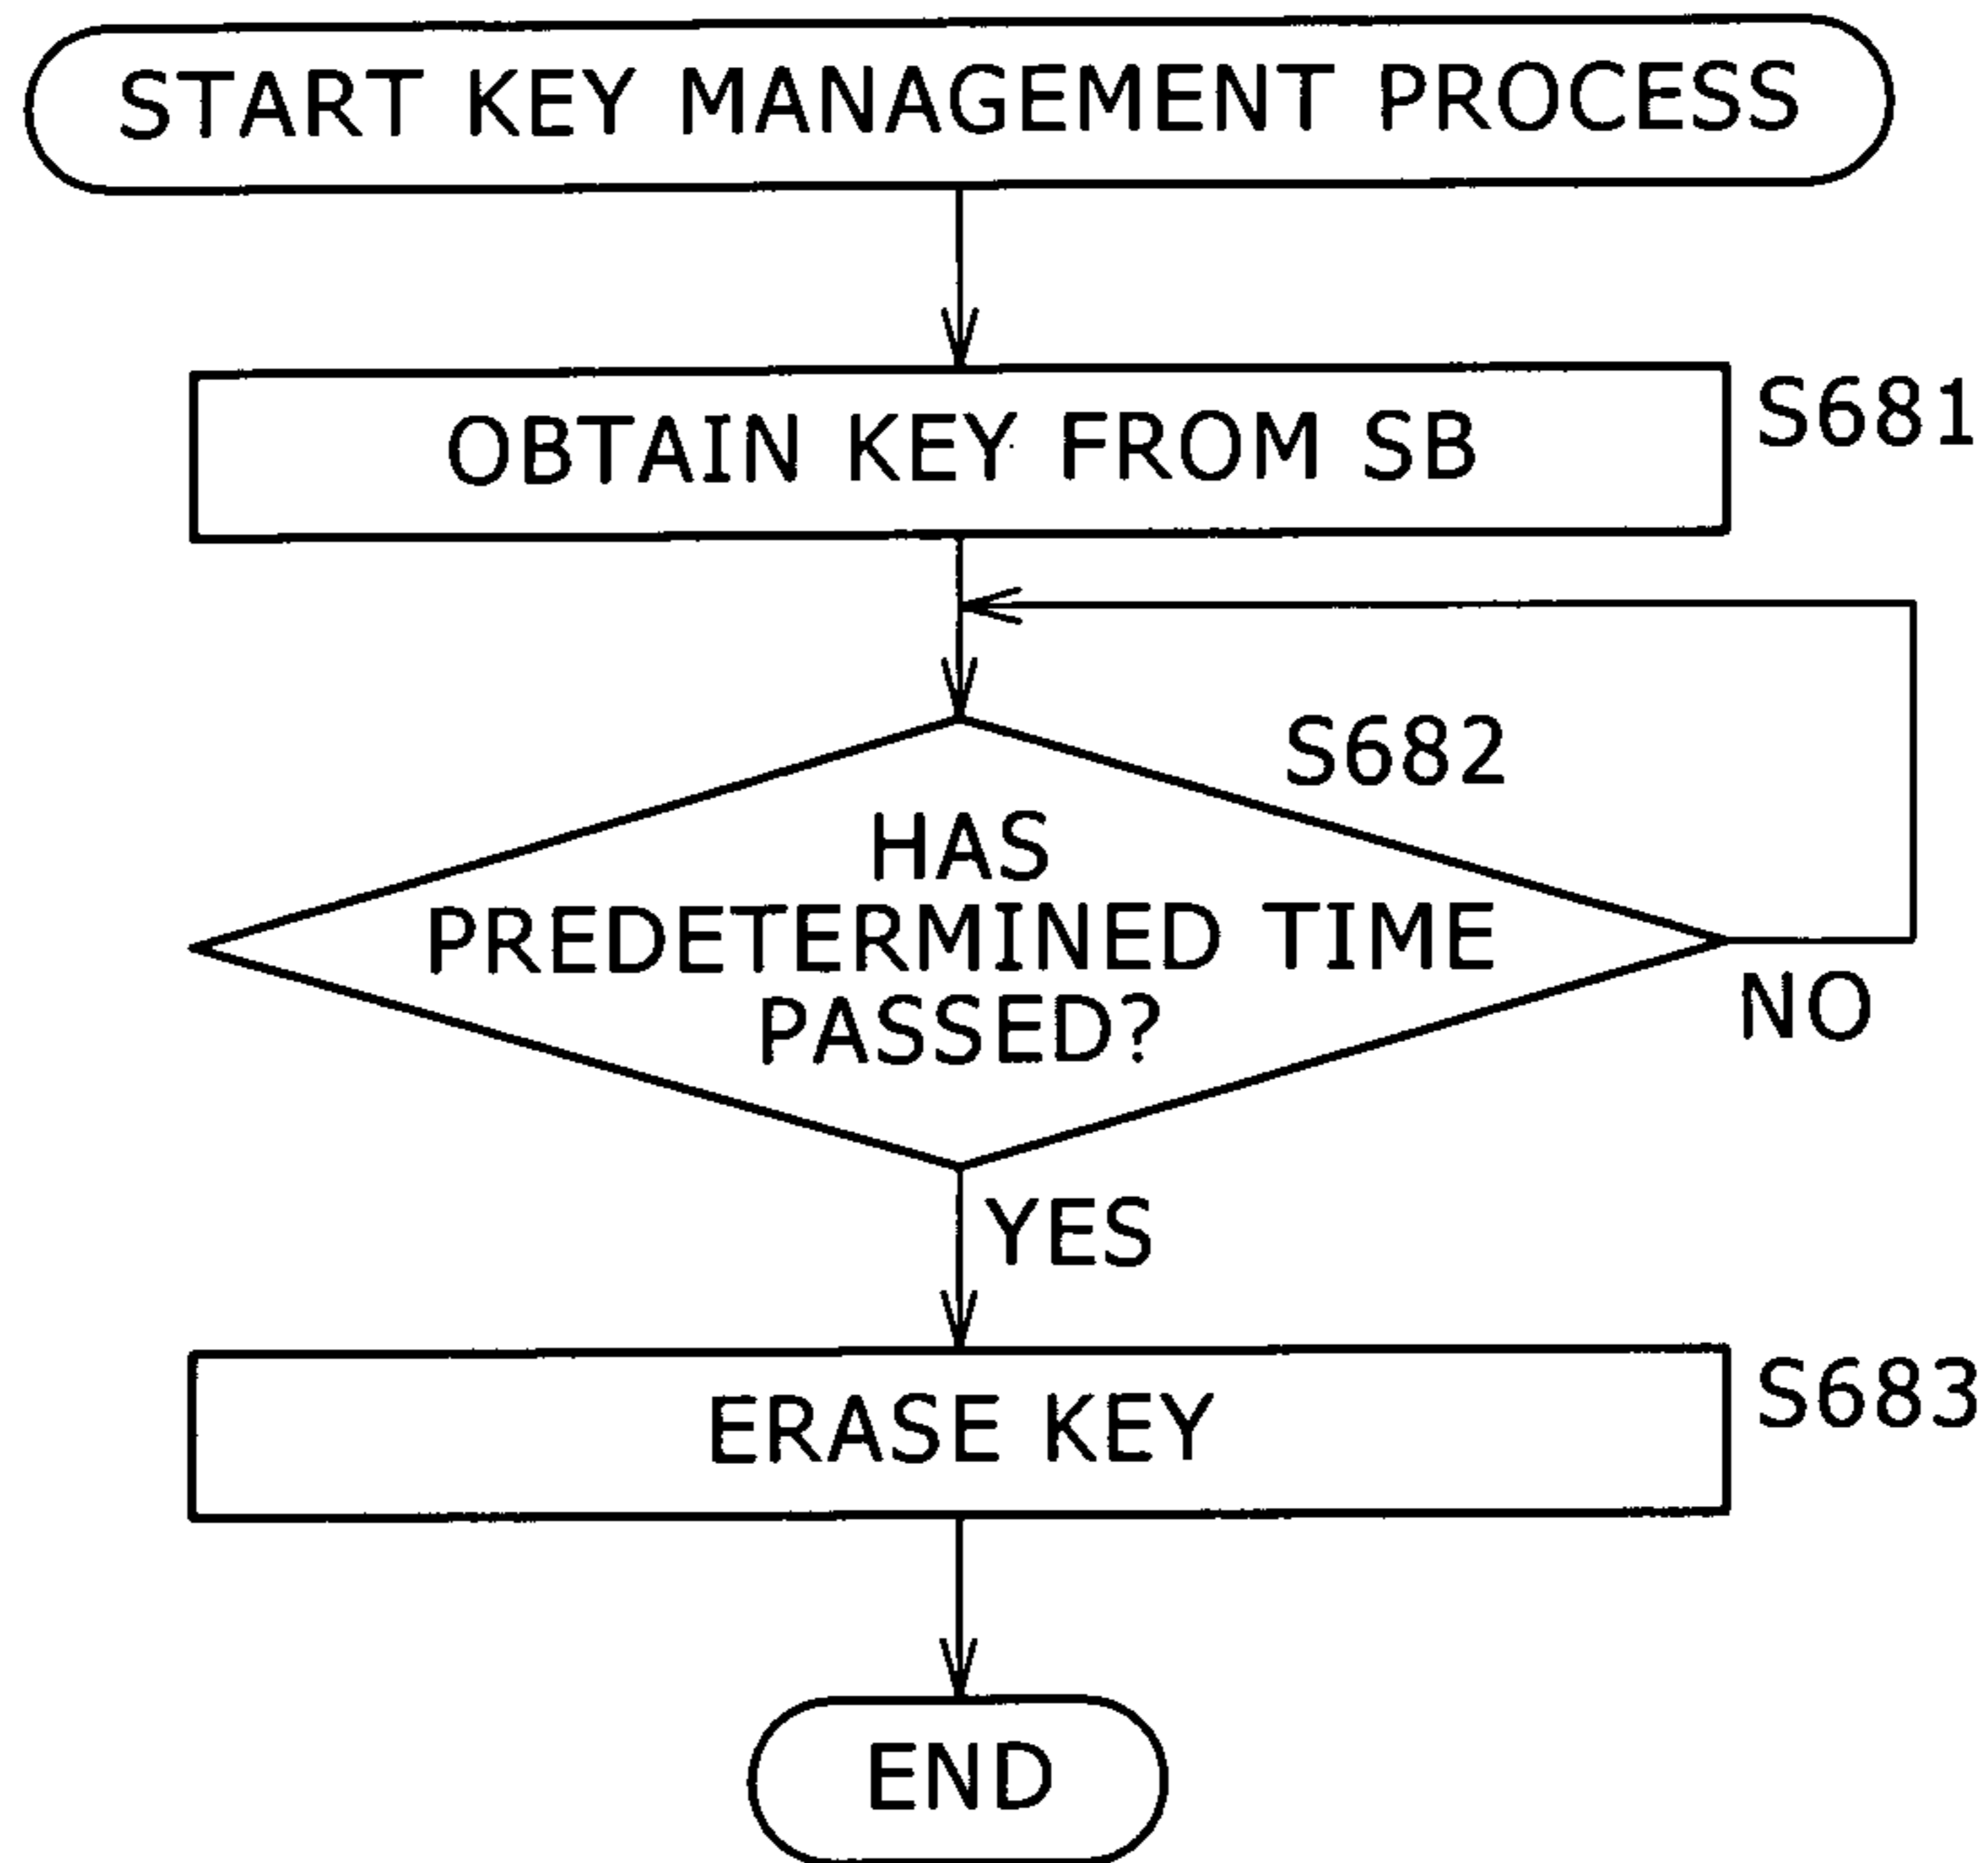 START KEY MANAGEMENT PROCESS
OBTAIN KEY FROM SB
S681
S682
HAS
PREDETERMINED TIME
PASSED?
NO
YES
ERASE KEY
S683
END